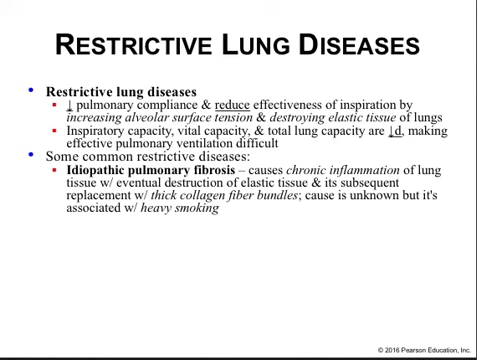 RESTRICTIVE LUNG DISEASES
• Restrictive lung diseases
▪ ↓ pulmonary compliance & reduce effectiveness of inspiration by
increasing alveolar surface tension & destroying elastic tissue of lungs
▪ Inspiratory capacity, vital capacity, & total lung capacity are ↓d, making
effective pulmonary ventilation difficult
• Some common restrictive diseases:
▪ Idiopathic pulmonary fibrosis – causes chronic inflammation of lung
tissue w/ eventual destruction of elastic tissue & its subsequent
replacement w/ thick collagen fiber bundles; cause is unknown but it's
associated w/ heavy smoking
© 2016 Pearson Education, Inc.